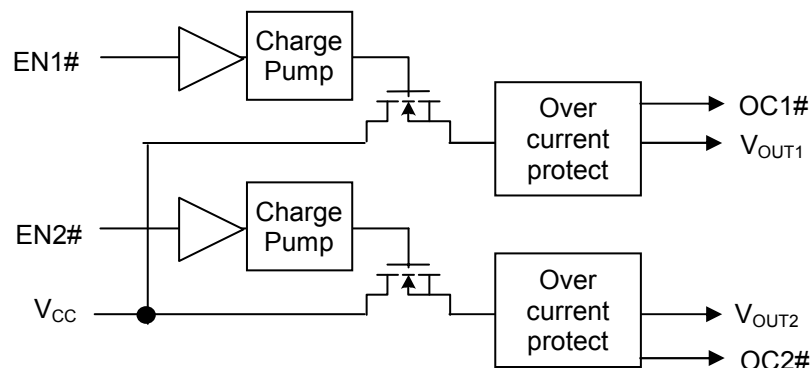 EN1#
Charge
Pump
Over
current
protect
OC1#
VOUT1
EN2#
Charge
Pump
VCC
Over
current
protect
VOUT2
OC2#